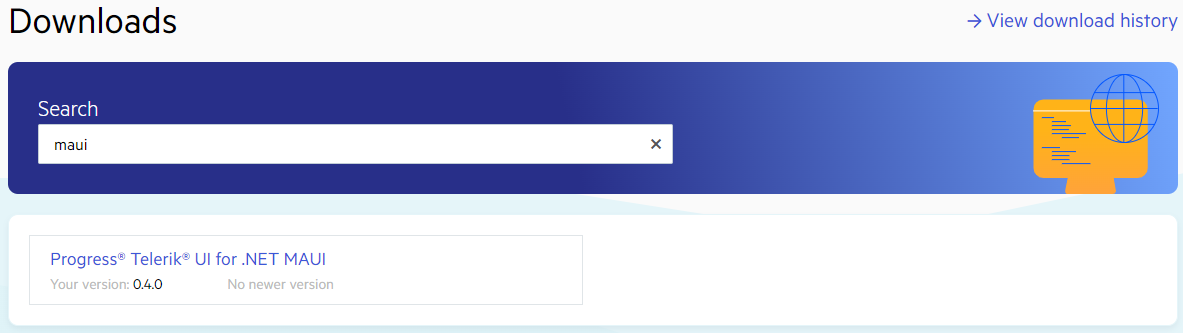 Downloads
→ View download history
Search
maui
Progress® Telerik® UI for .NET MAUI
Your version: 0.4.0 No newer version